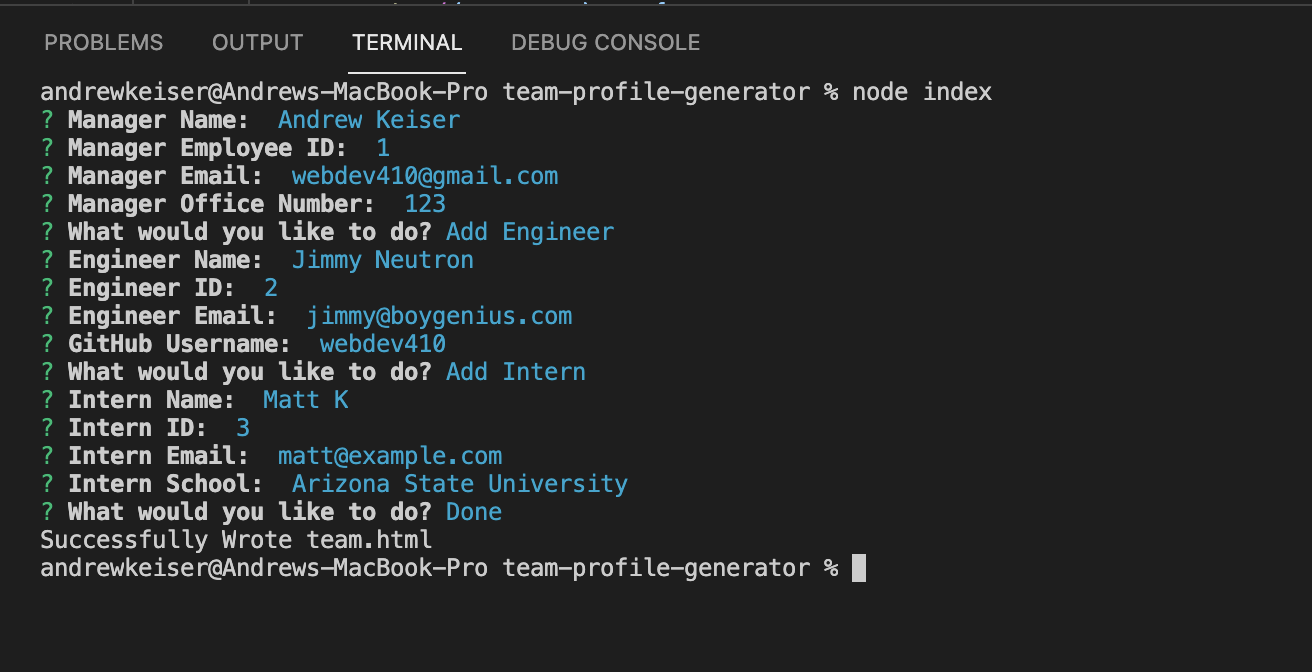 PROBLEMS OUTPUT TERMINAL DEBUG CONSOLE
andrewkeiser@Andrews-MacBook-Pro team-profile-generator % node index
? Manager Name:  Andrew Keiser
? Manager Employee ID:  1
? Manager Email:  webdev410@gmail.com
? Manager Office Number:  123
? What would you like to do? Add Engineer
? Engineer Name:  Jimmy Neutron
? Engineer ID:  2
? Engineer Email:  jimmy@boygenius.com
? GitHub Username:  webdev410
? What would you like to do? Add Intern
? Intern Name:  Matt K
? Intern ID:  3
? Intern Email:  matt@example.com
? Intern School:  Arizona State University
? What would you like to do? Done
Successfully Wrote team.html
andrewkeiser@Andrews-MacBook-Pro team-profile-generator %